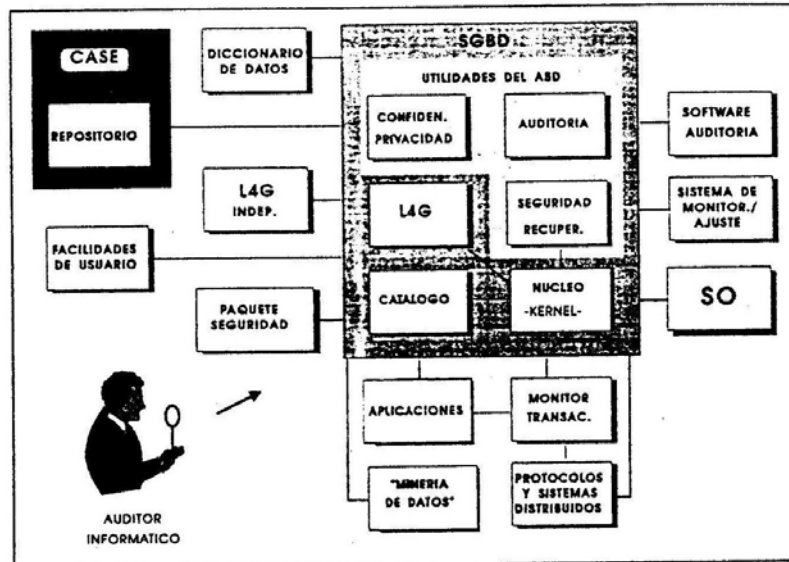 CASE
REPOSITORIO
DICCIONARIO
DE DATOS
L4G
INDEP.
FACILIDADES
DE USUARIO
PAQUETE
SEGURIDAD
SGBD
UTILIDADES DEL ABD
CONFIDEN.
PRIVACIDAD
AUDITORIA
L4G
SEGURIDAD
RECUPER.
CATALOGO
NUCLEO
-KERNEL-
SOFTWARE
AUDITORIA
SISTEMA DE
MONITOR./
AJUSTE
SO
APLICACIONES
MONITOR
TRANSAC.
"MINERIA
DE DATOS"
PROTOCOLOS
Y SISTEMAS
DISTRIBUIDOS
AUDITOR
INFORMATICO